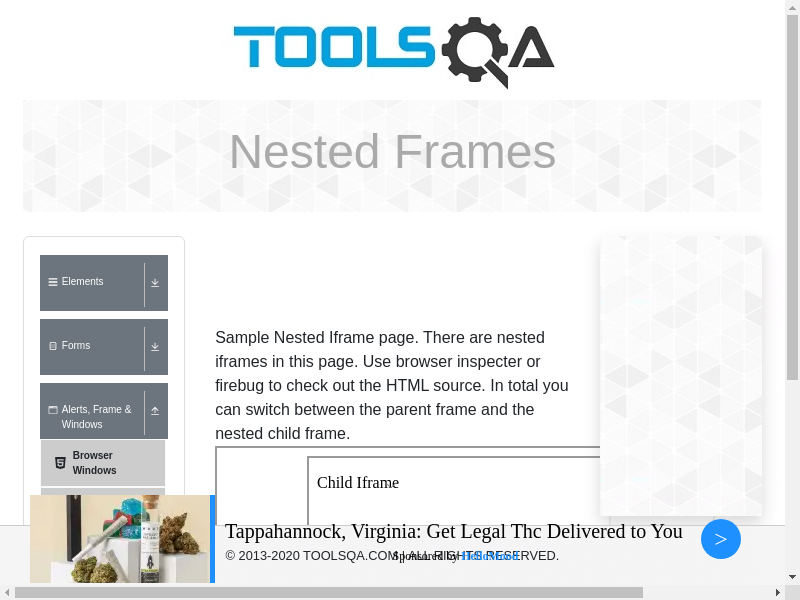 TOOLSQA
Nested Frames
Elements
Forms
Alerts, Frame &
Windows
Browser
Windows
Sample Nested Iframe page. There are nested
iframes in this page. Use browser inspecter or
firebug to check out the HTML source. In total you
can switch between the parent frame and the
nested child frame.
Child Iframe
Tappahannock, Virginia: Get Legal Thc Delivered to You
>
© 2013-2020 TOOLSQA.COM | ALL RIGHTS RESERVED.
Sponsored by